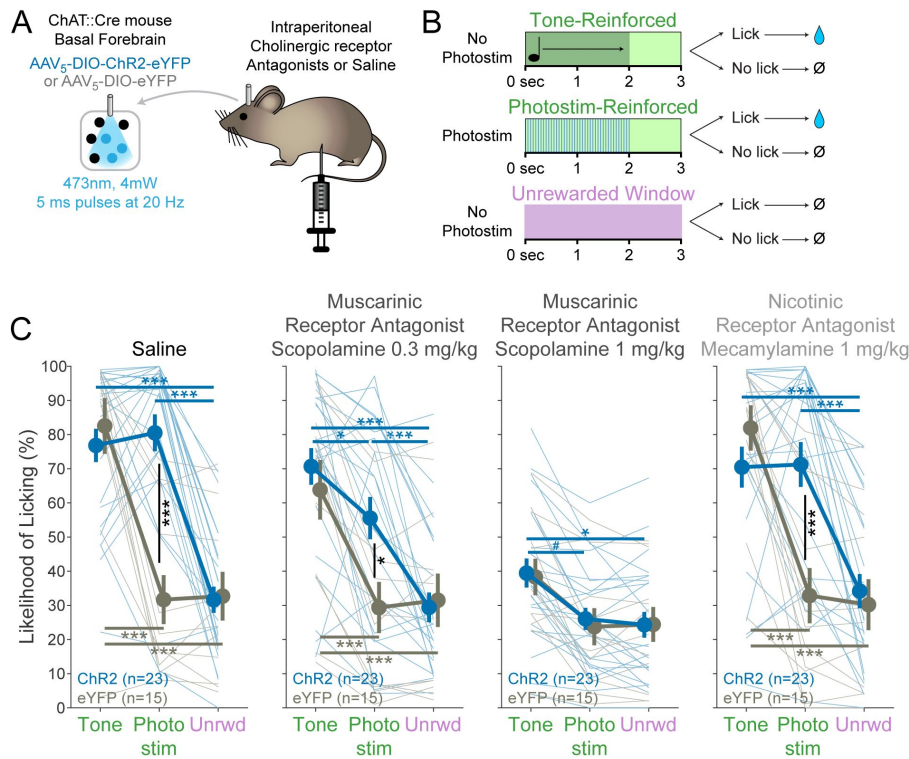 A
ChAT::Cre mouse
Basal Forebrain
AAV5-DIO-ChR2-eYFP
or AAV5-DIO-eYFP
473nm, 4mW
5 ms pulses at 20 Hz
Intraperitoneal
Cholinergic receptor
Antagonists or Saline
B
Tone-Reinforced
No
Photostim
0 sec 1 2 3
Lick
No lick Ø
Photostim-Reinforced
Photostim
0 sec 1 2 3
Lick
No lick Ø
Unrewarded Window
No
Photostim
0 sec 1 2 3
Lick Ø
No lick Ø
C
Likelihood of Licking (%)
100
90
80
70
60
50
40
30
20
10
0
Saline
***
***
***
***
***
ChR2 (n=23)
eYFP (n=15)
Tone Photo Unrwd
stim
Muscarinic
Receptor Antagonist
Scopolamine 0.3 mg/kg
***
* ***
*
***
***
ChR2 (n=23)
eYFP (n=15)
Tone Photo Unrwd
stim
Muscarinic
Receptor Antagonist
Scopolamine 1 mg/kg
*
#
ChR2 (n=23)
eYFP (n=15)
Tone Photo Unrwd
stim
Nicotinic
Receptor Antagonist
Mecamylamine 1 mg/kg
***
***
***
***
***
ChR2 (n=23)
eYFP (n=15)
Tone Photo Unrwd
stim